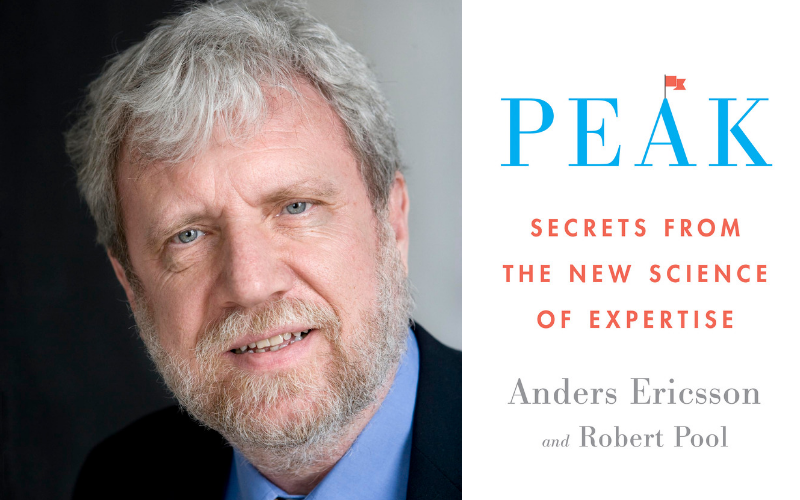 PEAK
SECRETS FROM
THE NEW SCIENCE
OF EXPERTISE
Anders Ericsson
and Robert Pool